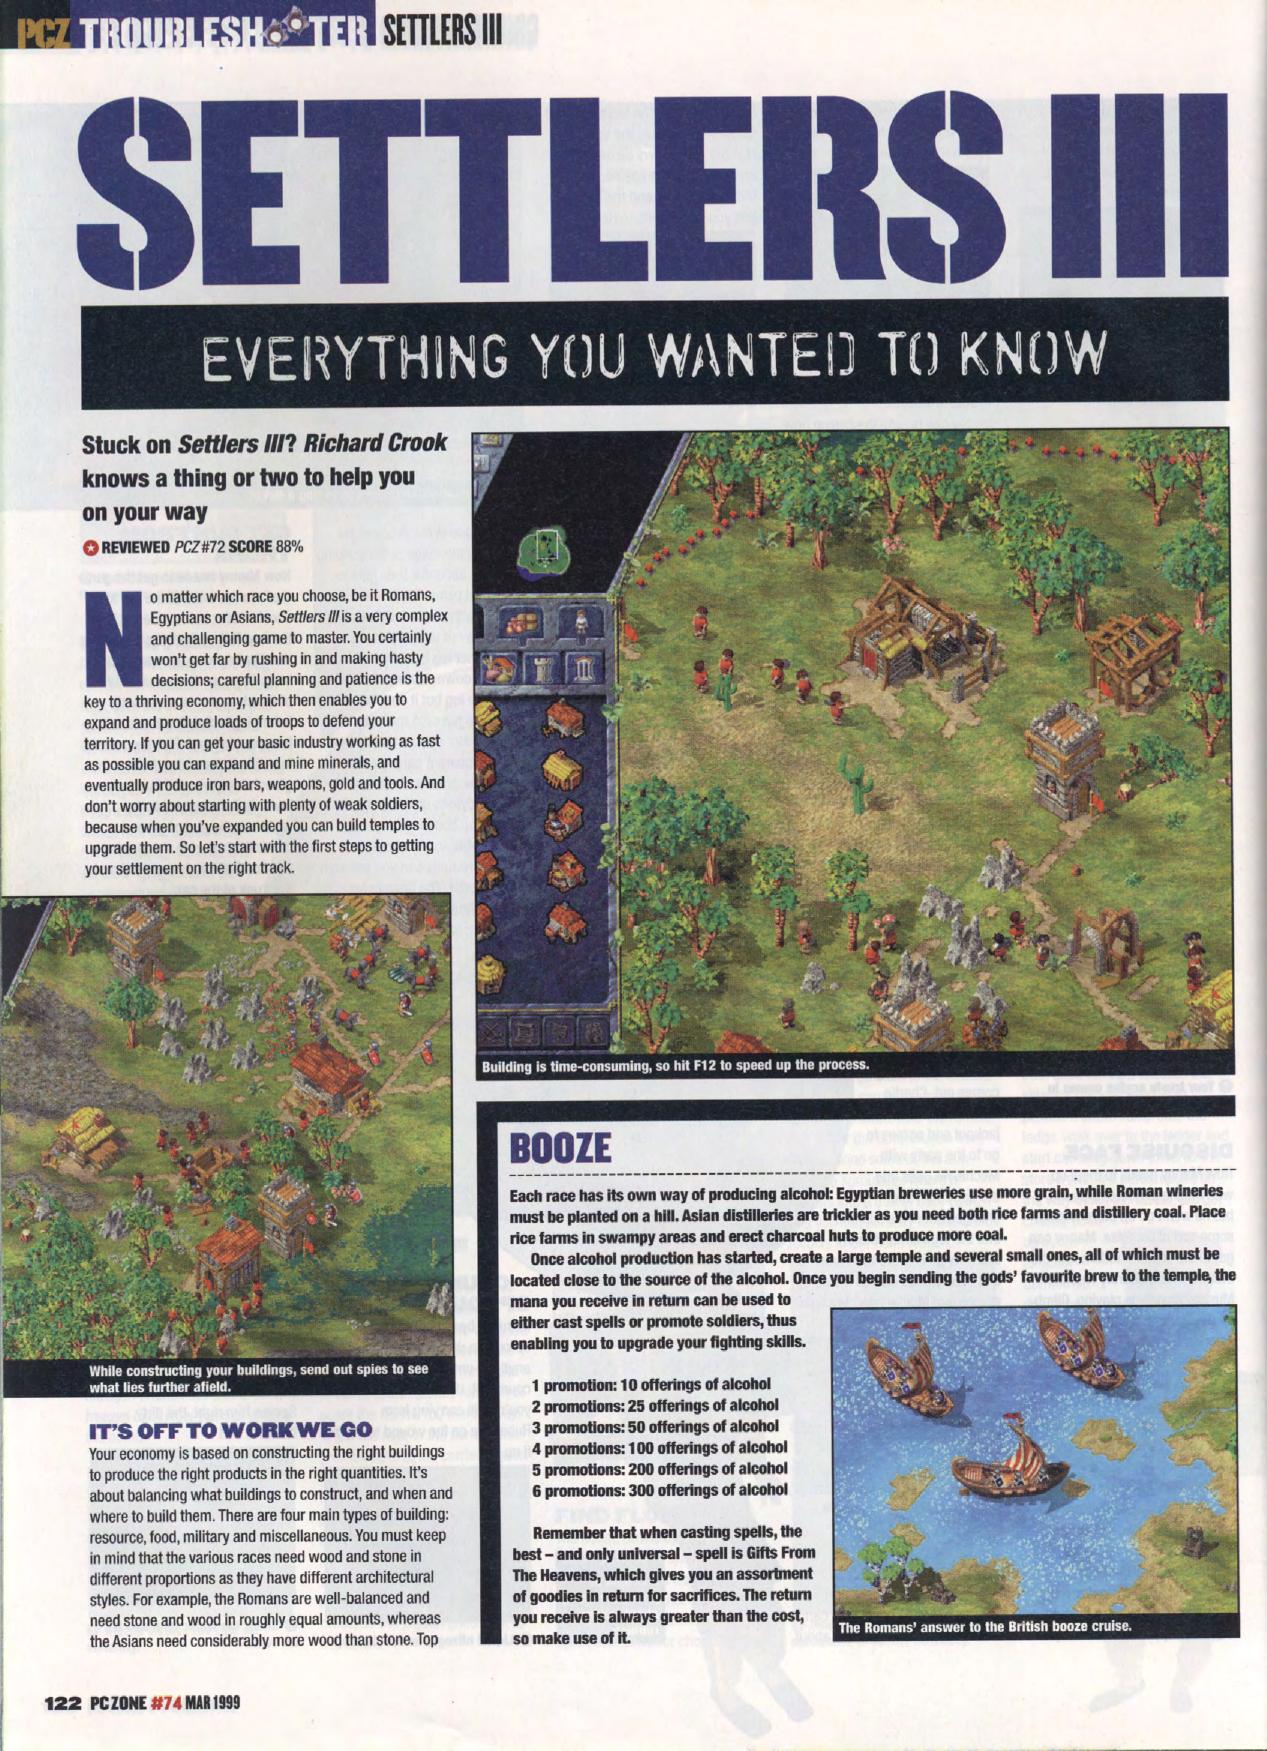 PCZ TROUBLESHOOTER SETTLERS III
SETTLERS III
EVERYTHING YOU WANTED TO KNOW
Stuck on Settlers III? Richard Crook
knows a thing or two to help you
on your way
REVIEWED PCZ #72 SCORE 88%
No matter which race you choose, be it Romans,
Egyptians or Asians, Settlers III is a very complex
and challenging game to master. You certainly
won't get far by rushing in and making hasty
decisions; careful planning and patience is the
key to a thriving economy, which then enables you to
expand and produce loads of troops to defend your
territory. If you can get your basic industry working as fast
as possible you can expand and mine minerals, and
eventually produce iron bars, weapons, gold and tools. And
don't worry about starting with plenty of weak soldiers,
because when you've expanded you can build temples to
upgrade them. So let's start with the first steps to getting
your settlement on the right track.
While constructing your buildings, send out spies to see
what lies further afield.
IT'S OFF TO WORK WE GO
Your economy is based on constructing the right buildings
to produce the right products in the right quantities. It's
about balancing what buildings to construct, and when and
where to build them. There are four main types of building:
resource, food, military and miscellaneous. You must keep
in mind that the various races need wood and stone in
different proportions as they have different architectural
styles. For example, the Romans are well-balanced and
need stone and wood in roughly equal amounts, whereas
the Asians need considerably more wood than stone. Top
Building is time-consuming, so hit F12 to speed up the process.
BOOZE
Each race has its own way of producing alcohol: Egyptian breweries use more grain, while Roman wineries
must be planted on a hill. Asian distilleries are trickier as you need both rice farms and distillery coal. Place
rice farms in swampy areas and erect charcoal huts to produce more coal.
Once alcohol production has started, create a large temple and several small ones, all of which must be
located close to the source of the alcohol. Once you begin sending the gods' favourite brew to the temple, the
mana you receive in return can be used to
either cast spells or promote soldiers, thus
enabling you to upgrade your fighting skills.
1 promotion: 10 offerings of alcohol
2 promotions: 25 offerings of alcohol
3 promotions: 50 offerings of alcohol
4 promotions: 100 offerings of alcohol
5 promotions: 200 offerings of alcohol
6 promotions: 300 offerings of alcohol
Remember that when casting spells, the
best – and only universal – spell is Gifts From
The Heavens, which gives you an assortment
of goodies in return for sacrifices. The return
you receive is always greater than the cost,
so make use of it.
The Romans' answer to the British booze cruise.
122 PC ZONE #74 MAR 1999